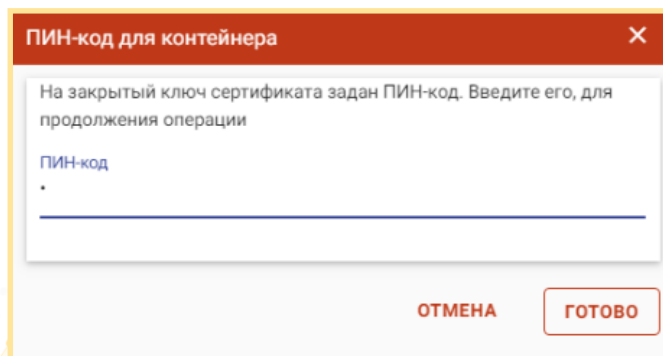 ПИН-код для контейнера
На закрытый ключ сертификата задан ПИН-код. Введите его, для
продолжения операции
ПИН-код
•
ОТМЕНА
ГОТОВО